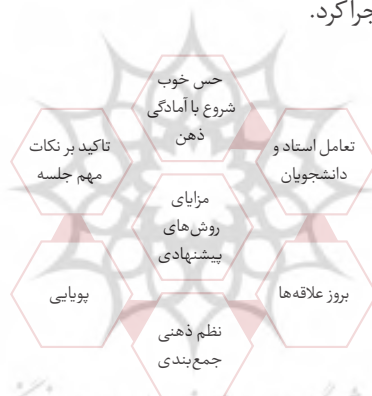 جرا کرد.
حس خوب
شروع با آمادگی
ذهن
تعامل استاد و
دانشجویان
تاکید بر نکات
مهم جلسه
مزایای
روش‌های
پیشنهادی
بروز علاقه‌ها
پویایی
نظم ذهنی
جمع‌بندی